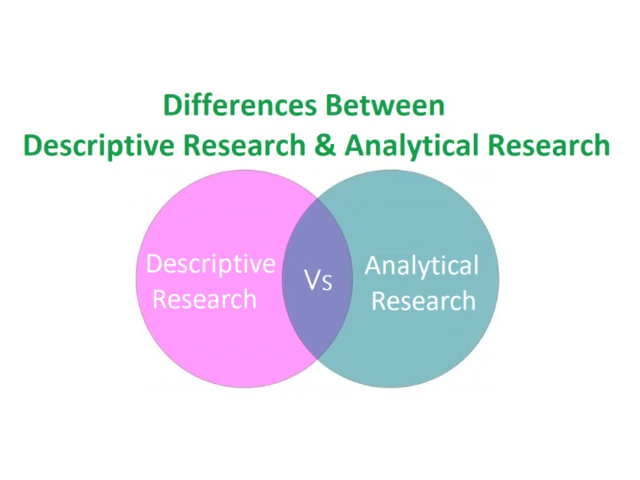 Differences Between
Descriptive Research & Analytical Research
Descriptive
Research
Vs
Analytical
Research